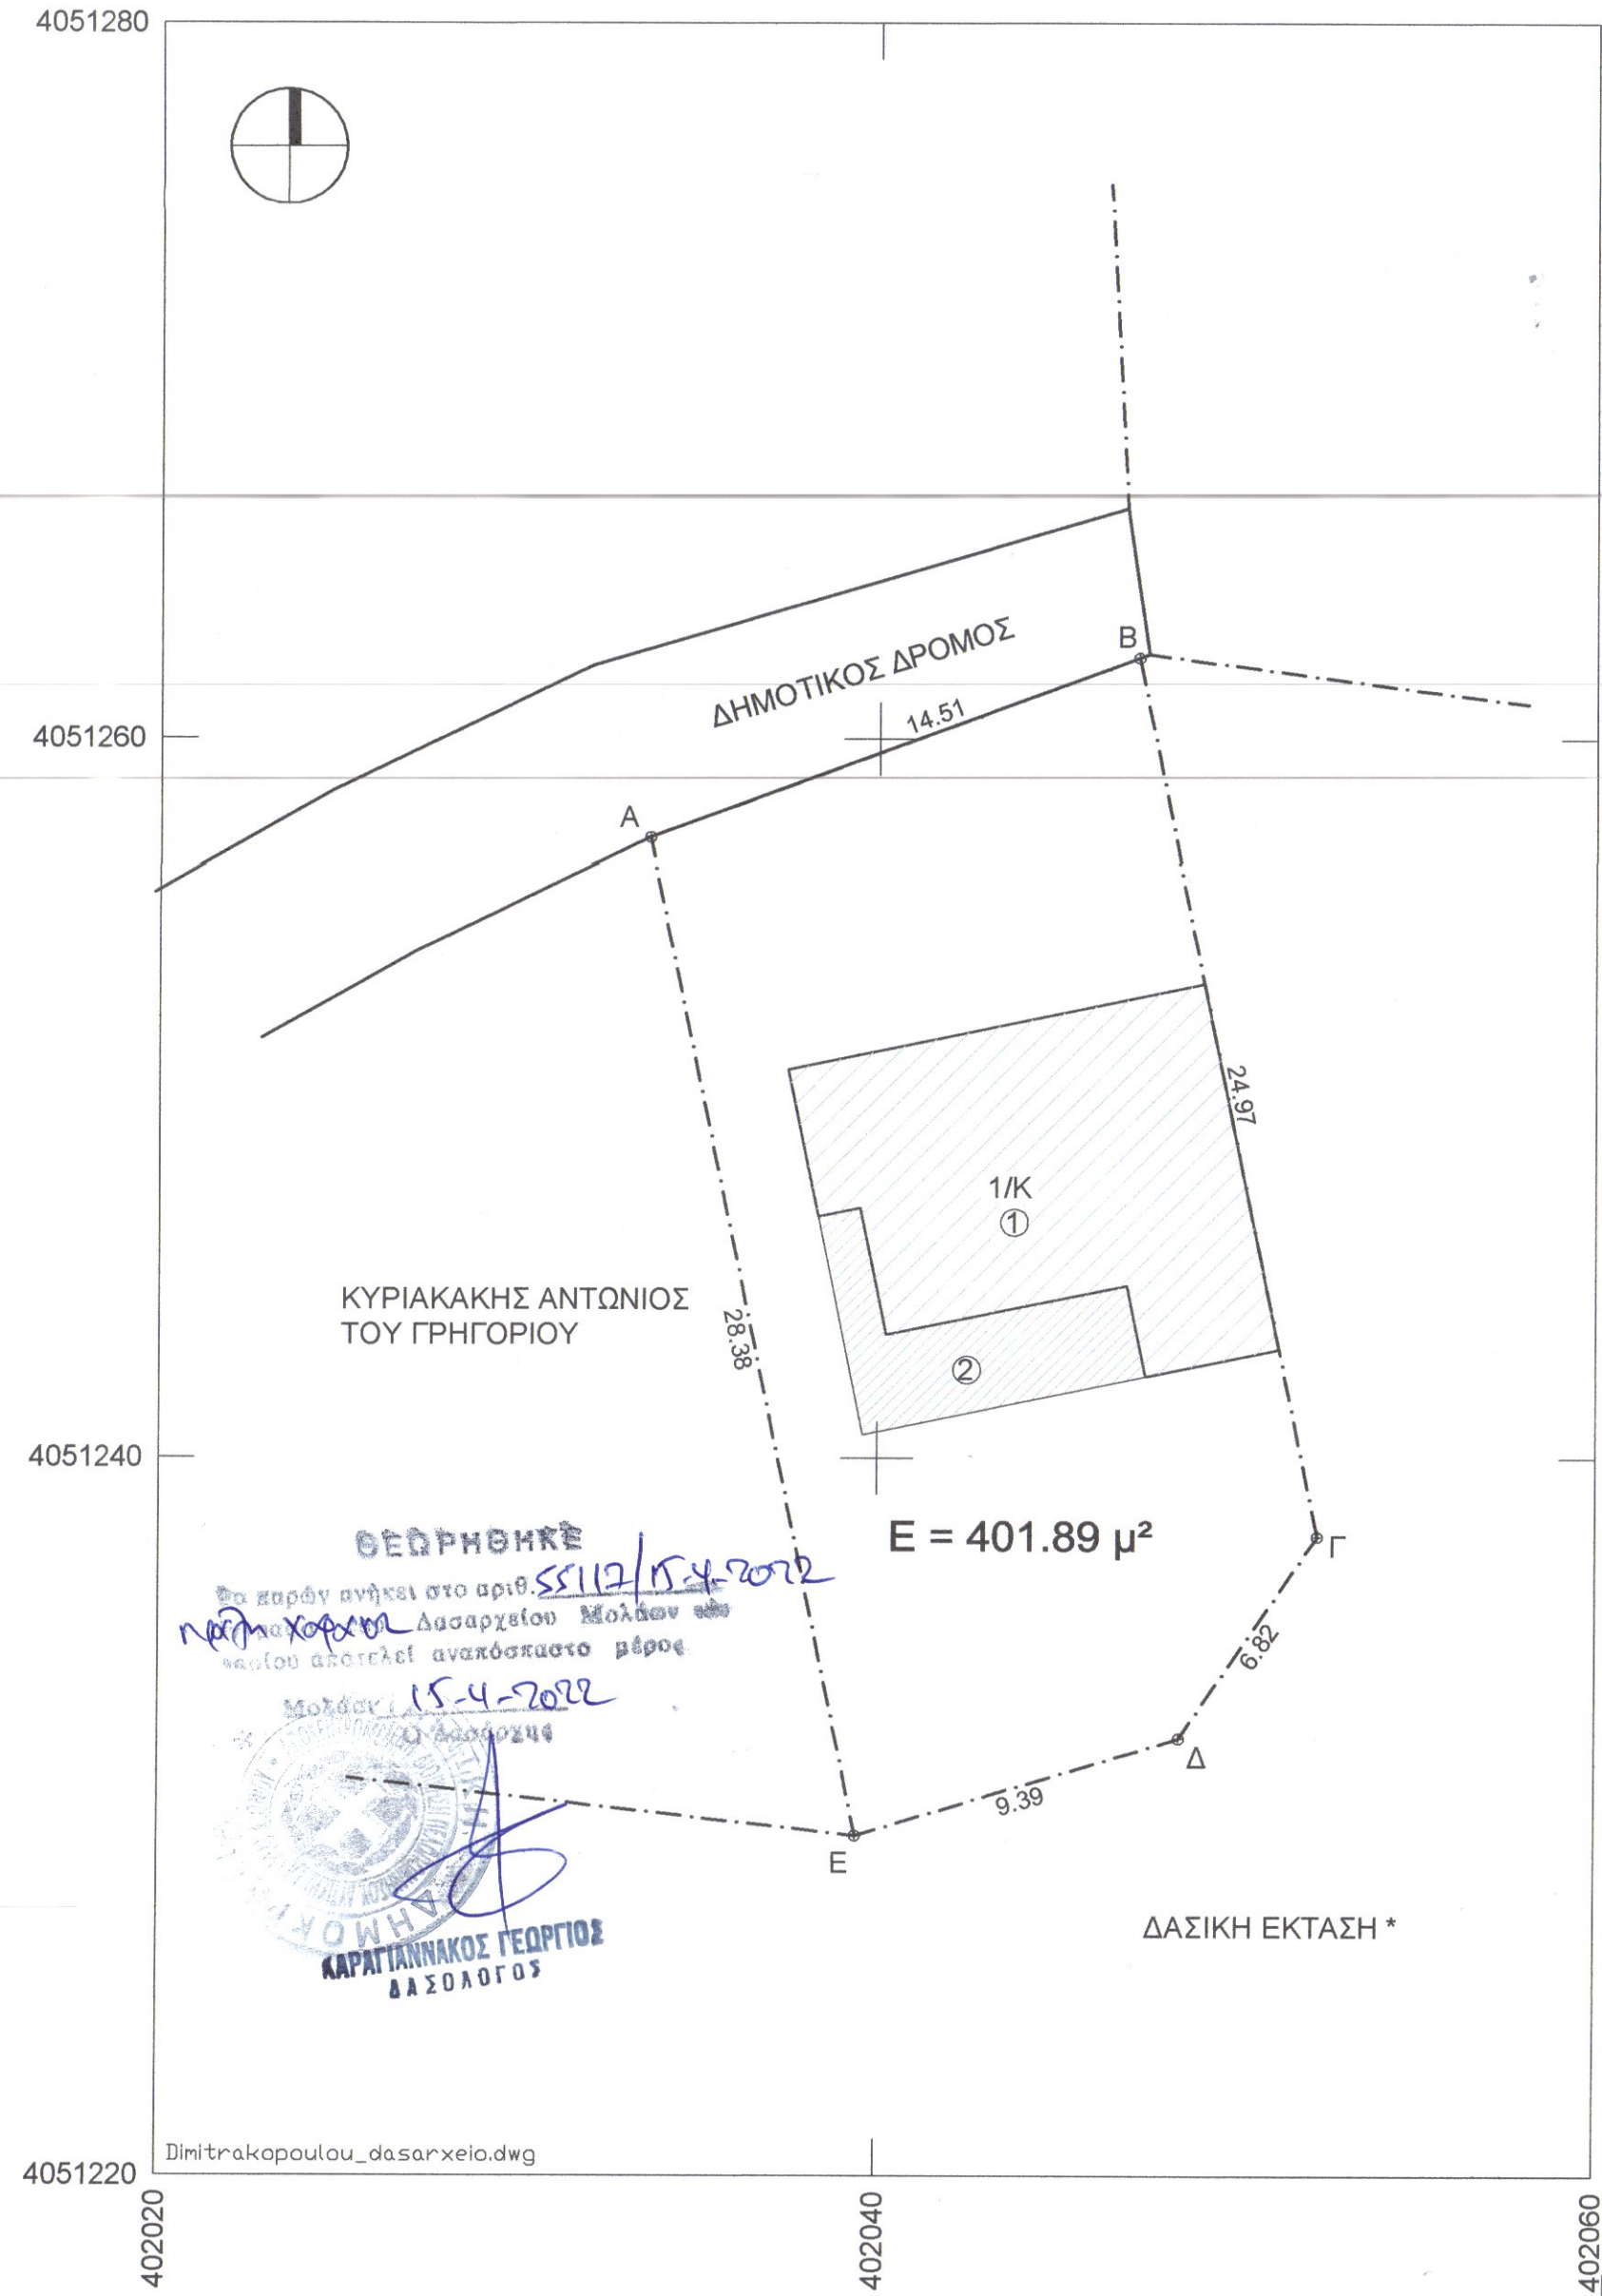 4051280
ΔΗΜΟΤΙΚΟΣ ΔΡΟΜΟΣ
B
14.51
4051260
A
24.97
1/K
1
ΚΥΡΙΑΚΑΚΗΣ ΑΝΤΩΝΙΟΣ
ΤΟΥ ΓΡΗΓΟΡΙΟΥ
28.38
2
4051240
E = 401.89 μ²
Γ
ΘΕΩΡΗΘΗΚΕ
Το παρόν ανήκει στο αριθ. 55117/15-4-2022
Δασαρχείου Μολάων
αποτελεί αναπόσπαστο μέρος
Μολάοι 15-4-2022
Ο Δασάρχης
6.82
Δ
9.39
E
ΔΗΜΟΚ
ΚΑΡΑΓΙΑΝΝΑΚΟΣ ΓΕΩΡΓΙΟΣ
ΔΑΣΟΛΟΓΟΣ
ΔΑΣΙΚΗ ΕΚΤΑΣΗ *
Dimitrakopoulou_dasarxeio.dwg
4051220
402020
402040
402060